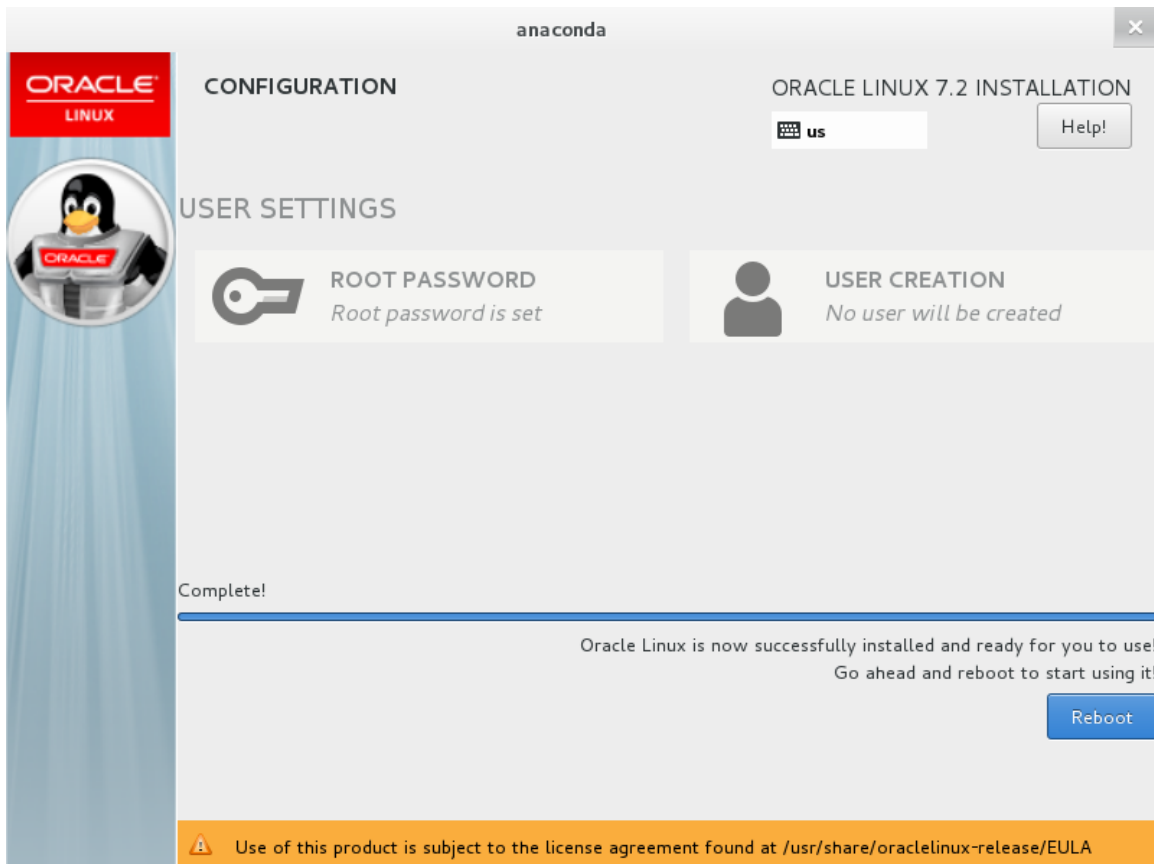 anaconda
ORACLE
LINUX
CONFIGURATION
ORACLE LINUX 7.2 INSTALLATION
us
Help!
ORACLE
USER SETTINGS
ROOT PASSWORD
Root password is set
USER CREATION
No user will be created
Complete!
Oracle Linux is now successfully installed and ready for you to use!
Go ahead and reboot to start using it!
Reboot
Use of this product is subject to the license agreement found at /usr/share/oraclelinux-release/EULA